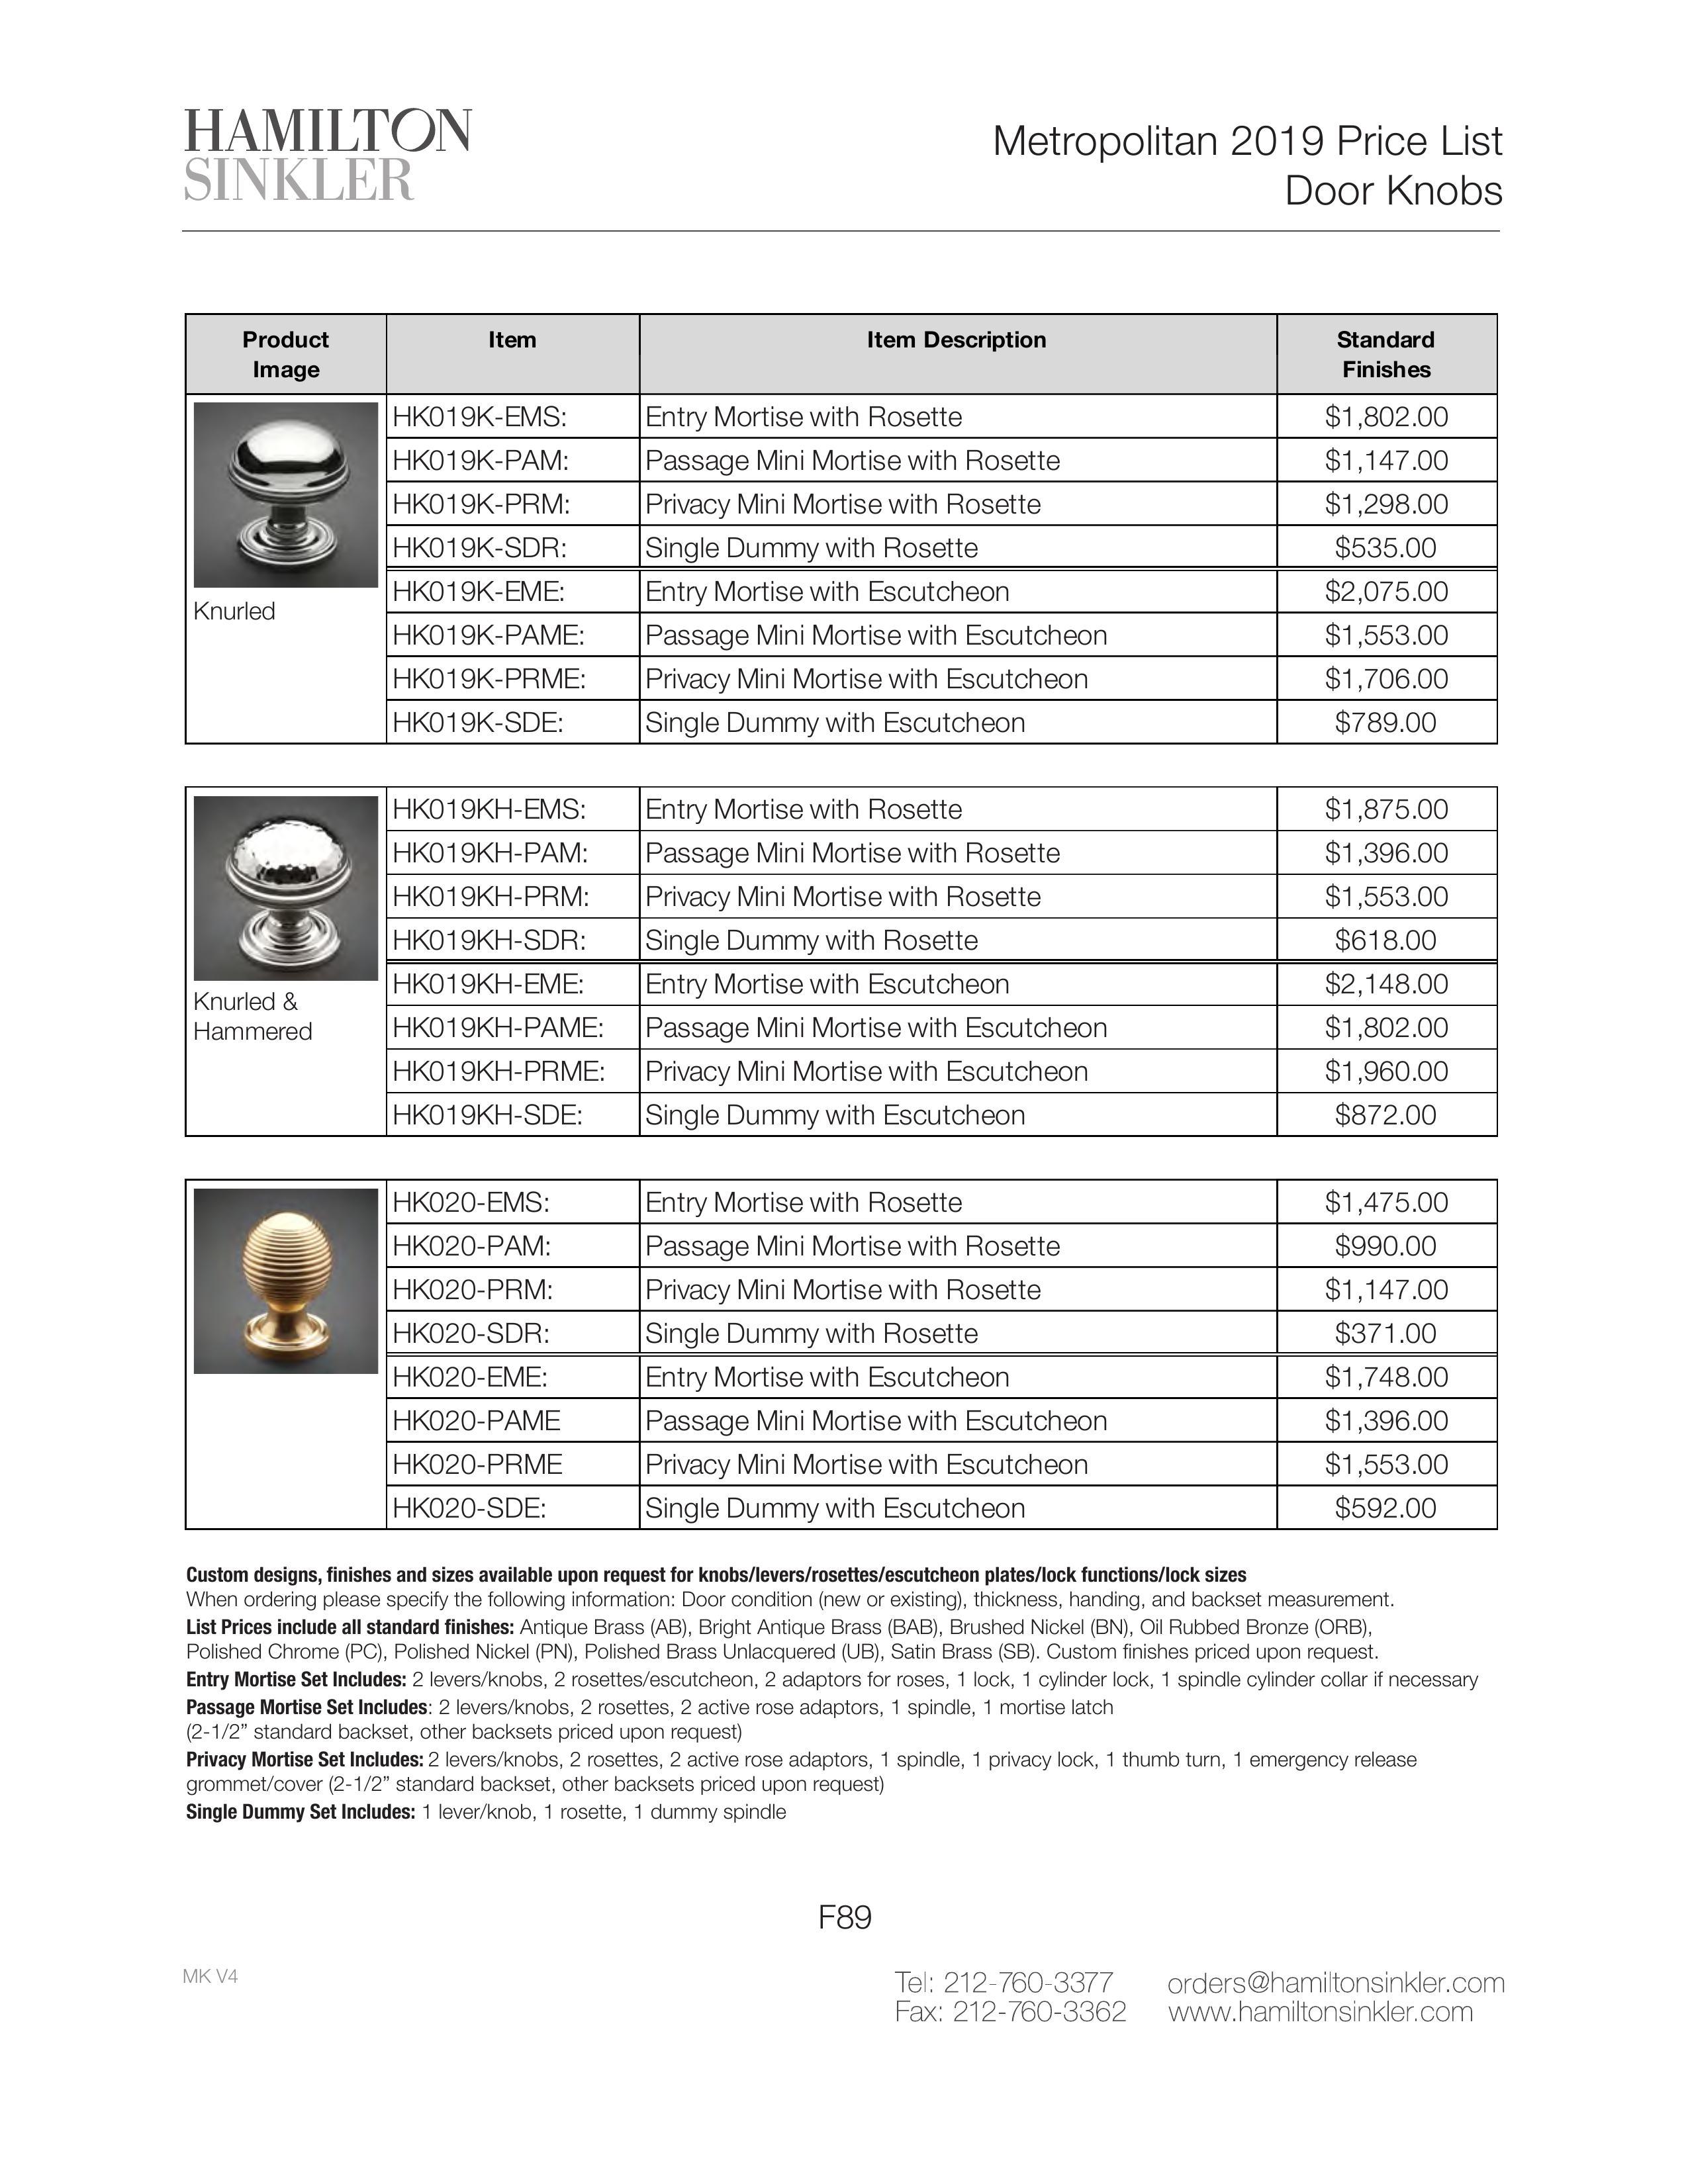 HAMILTON
SINKLER
Metropolitan 2019 Price List
Door Knobs
Product Image Item Item Description Standard Finishes
HK019K-EMS: Entry Mortise with Rosette $1,802.00
HK019K-PAM: Passage Mini Mortise with Rosette $1,147.00
HK019K-PRM: Privacy Mini Mortise with Rosette $1,298.00
HK019K-SDR: Single Dummy with Rosette $535.00
HK019K-EME: Entry Mortise with Escutcheon $2,075.00
Knurled
HK019K-PAME: Passage Mini Mortise with Escutcheon $1,553.00
HK019K-PRME: Privacy Mini Mortise with Escutcheon $1,706.00
HK019K-SDE: Single Dummy with Escutcheon $789.00
HK019KH-EMS: Entry Mortise with Rosette $1,875.00
HK019KH-PAM: Passage Mini Mortise with Rosette $1,396.00
HK019KH-PRM: Privacy Mini Mortise with Rosette $1,553.00
HK019KH-SDR: Single Dummy with Rosette $618.00
HK019KH-EME: Entry Mortise with Escutcheon $2,148.00
Knurled &
Hammered
HK019KH-PAME: Passage Mini Mortise with Escutcheon $1,802.00
HK019KH-PRME: Privacy Mini Mortise with Escutcheon $1,960.00
HK019KH-SDE: Single Dummy with Escutcheon $872.00
HK020-EMS: Entry Mortise with Rosette $1,475.00
HK020-PAM: Passage Mini Mortise with Rosette $990.00
HK020-PRM: Privacy Mini Mortise with Rosette $1,147.00
HK020-SDR: Single Dummy with Rosette $371.00
HK020-EME: Entry Mortise with Escutcheon $1,748.00
HK020-PAME Passage Mini Mortise with Escutcheon $1,396.00
HK020-PRME Privacy Mini Mortise with Escutcheon $1,553.00
HK020-SDE: Single Dummy with Escutcheon $592.00
Custom designs, finishes and sizes available upon request for knobs/levers/rosettes/escutcheon plates/lock functions/lock sizes
When ordering please specify the following information: Door condition (new or existing), thickness, handing, and backset measurement.
List Prices include all standard finishes: Antique Brass (AB), Bright Antique Brass (BAB), Brushed Nickel (BN), Oil Rubbed Bronze (ORB),
Polished Chrome (PC), Polished Nickel (PN), Polished Brass Unlacquered (UB), Satin Brass (SB). Custom finishes priced upon request.
Entry Mortise Set Includes: 2 levers/knobs, 2 rosettes/escutcheon, 2 adaptors for roses, 1 lock, 1 cylinder lock, 1 spindle cylinder collar if necessary
Passage Mortise Set Includes: 2 levers/knobs, 2 rosettes, 2 active rose adaptors, 1 spindle, 1 mortise latch
(2-1/2” standard backset, other backsets priced upon request)
Privacy Mortise Set Includes: 2 levers/knobs, 2 rosettes, 2 active rose adaptors, 1 spindle, 1 privacy lock, 1 thumb turn, 1 emergency release
grommet/cover (2-1/2” standard backset, other backsets priced upon request)
Single Dummy Set Includes: 1 lever/knob, 1 rosette, 1 dummy spindle
F89
MK V4
Tel: 212-760-3377 orders@hamiltonsinkler.com
Fax: 212-760-3362 www.hamiltonsinkler.com